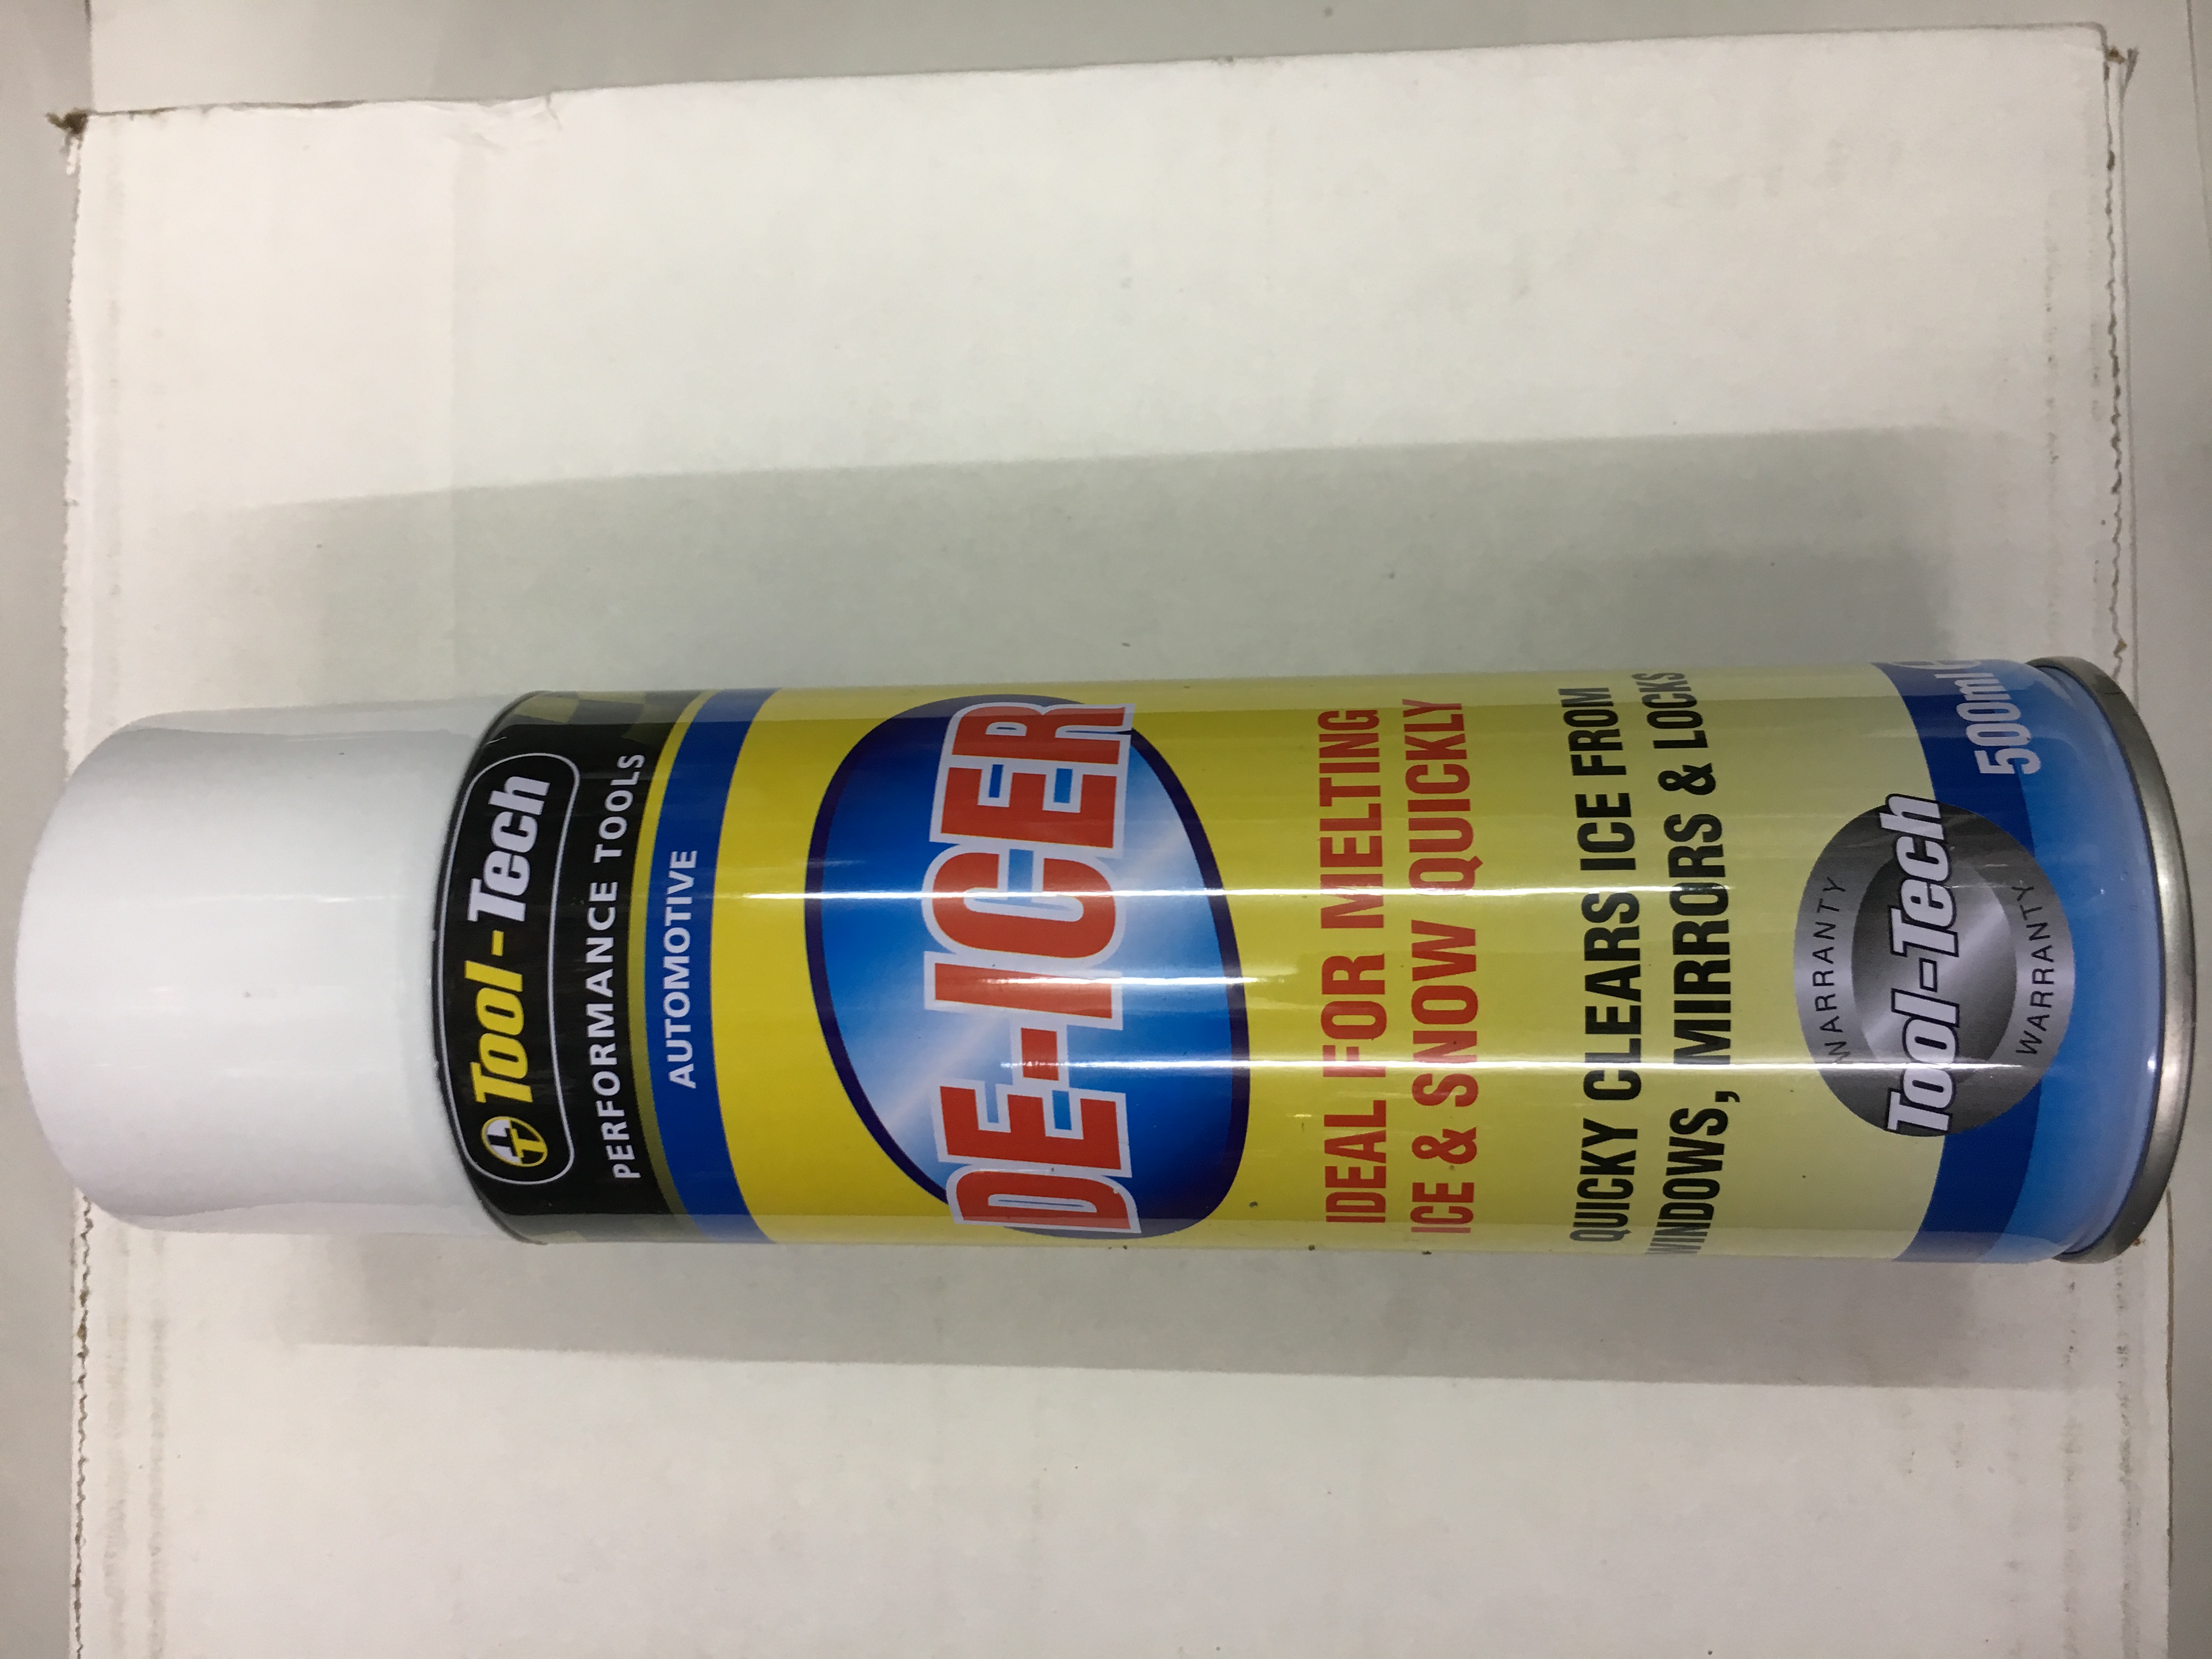 Tool-Tech
PERFORMANCE TOOLS
AUTOMOTIVE
DE-ICER
IDEAL FOR MELTING
ICE & SNOW QUICKLY
QUICKY CLEARS ICE FROM
WINDOWS, MIRRORS & LOCKS
WARRANTY
Tool-Tech
WARRANTY
500ml e